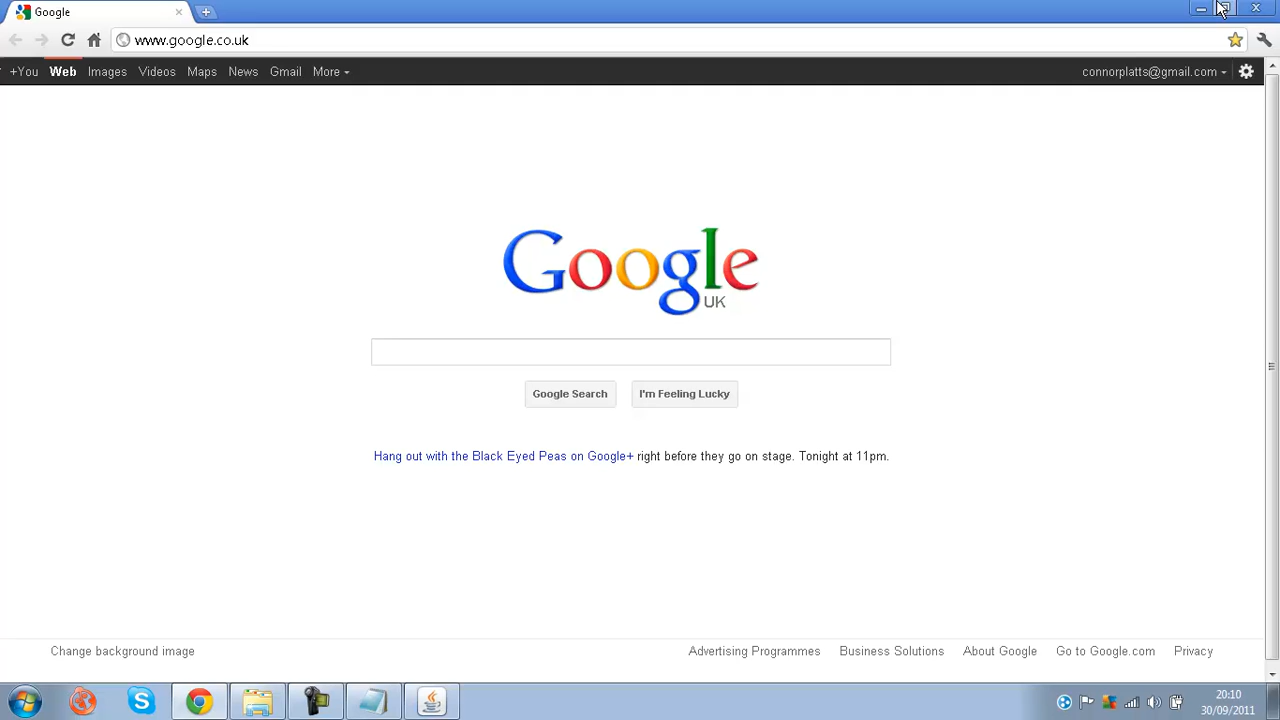 Google
www.google.co.uk
+You Web Images Videos Maps News Gmail More connorplatts@gmail.com
Google
UK
Google Search I'm Feeling Lucky
Hang out with the Black Eyed Peas on Google+ right before they go on stage. Tonight at 11pm.
Change background image Advertising Programmes Business Solutions About Google Go to Google.com Privacy
20:10
30/09/2011